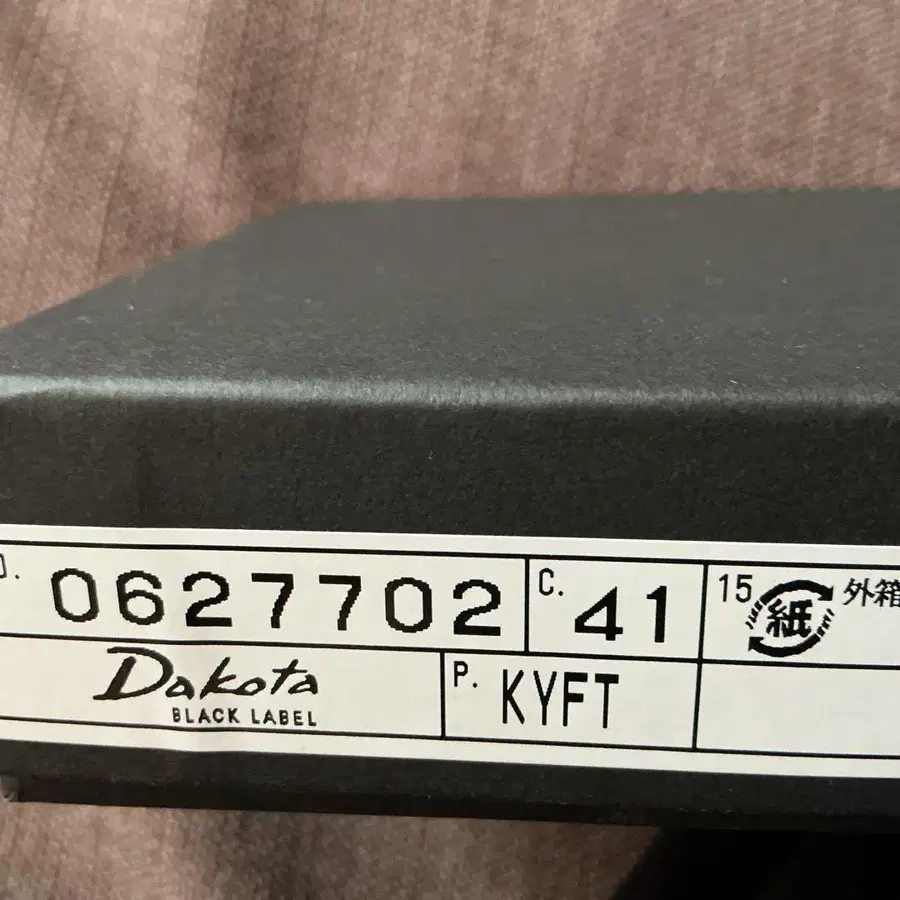 0627702 C. 41 15 紙 外箱
Dakota P. KYFT
BLACK LABEL